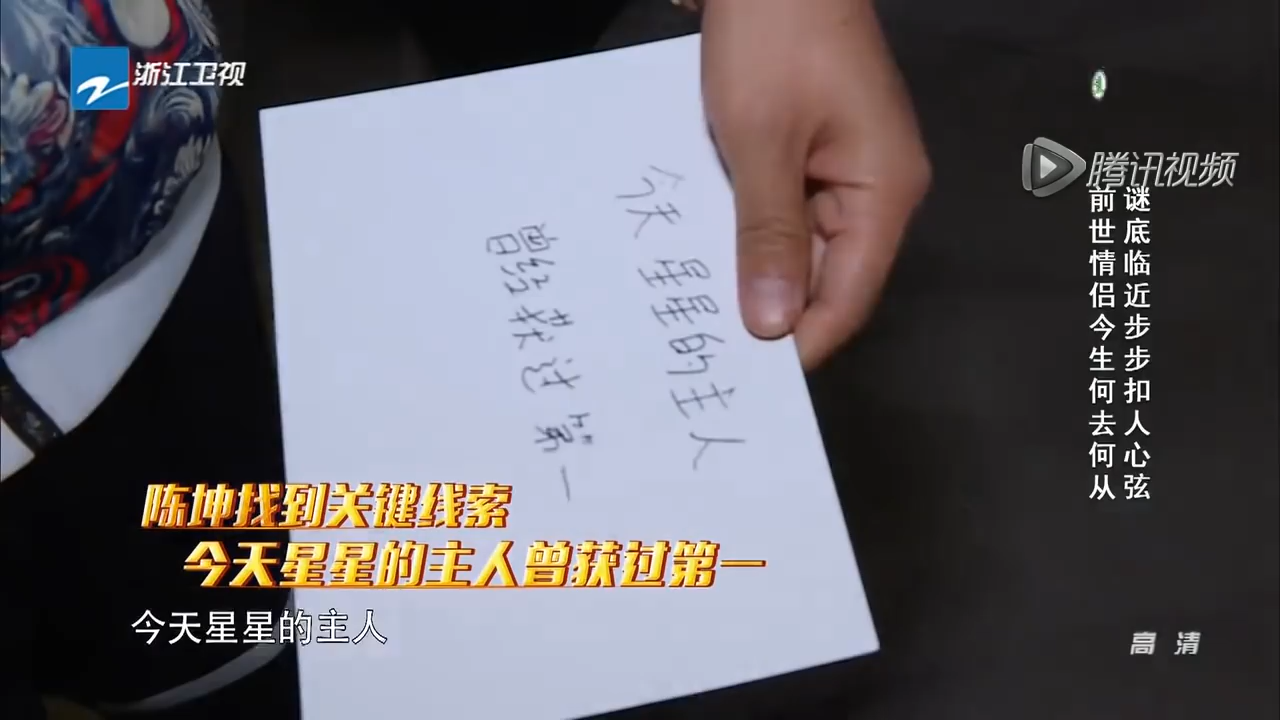 浙江卫视
腾讯视频
谜底临近步步扣人心弦
前世情侣今生何去何从
今天 星星的主人
曾经获过第一
陈坤找到关键线索
今天星星的主人曾获过第一
今天星星的主人
高清